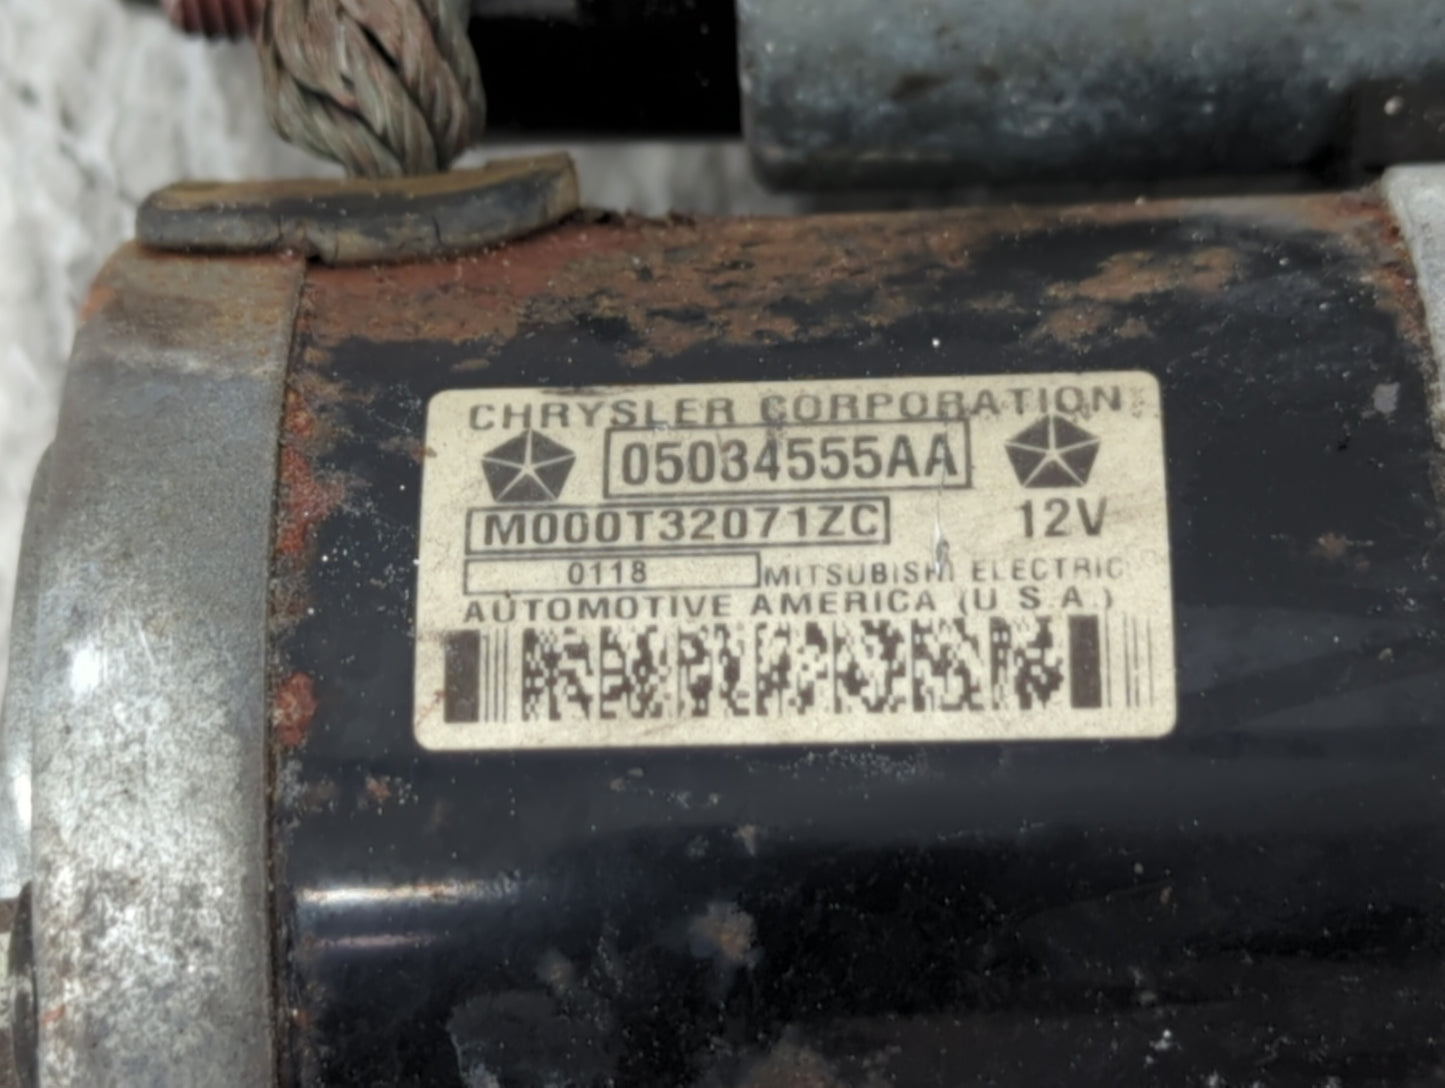 CHRYSLER CORPORATION
05034555AA
M000T32071ZC 12V
0118 MITSUBISHI ELECTRIC
AUTOMOTIVE AMERICA (U.S.A.)